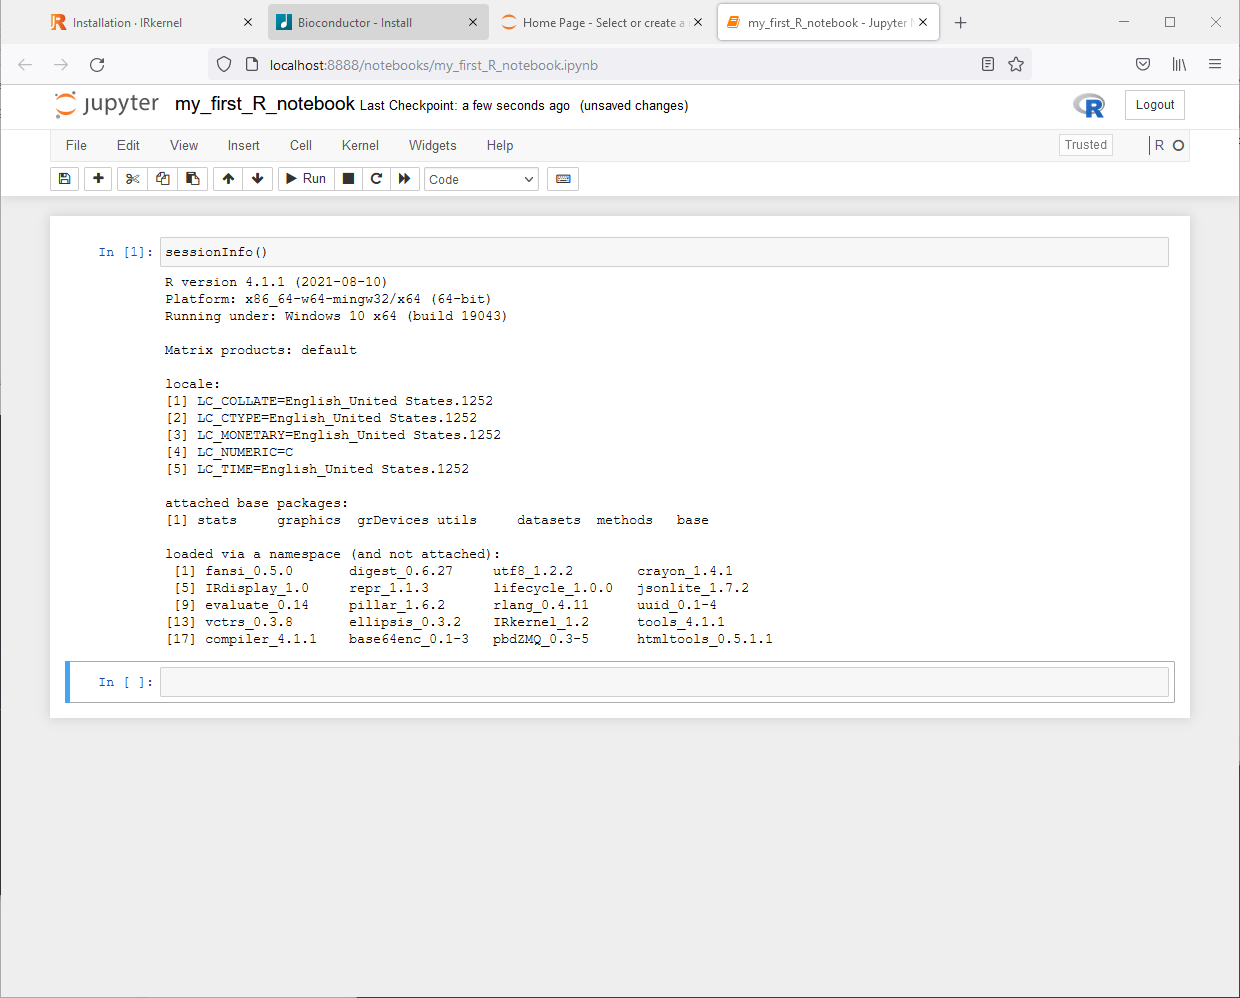 Installation · IRkernel
Bioconductor - Install
Home Page - Select or create a
my_first_R_notebook - Jupyter
localhost:8888/notebooks/my_first_R_notebook.ipynb
jupyter my_first_R_notebook Last Checkpoint: a few seconds ago (unsaved changes)
R
Logout
File Edit View Insert Cell Kernel Widgets Help
Trusted
R
Run
Code
In [1]: sessionInfo()
R version 4.1.1 (2021-08-10)
Platform: x86_64-w64-mingw32/x64 (64-bit)
Running under: Windows 10 x64 (build 19043)
Matrix products: default
locale:
[1] LC_COLLATE=English_United States.1252
[2] LC_CTYPE=English_United States.1252
[3] LC_MONETARY=English_United States.1252
[4] LC_NUMERIC=C
[5] LC_TIME=English_United States.1252
attached base packages:
[1] stats     graphics  grDevices utils     datasets  methods   base
loaded via a namespace (and not attached):
[1] fansi_0.5.0       digest_0.6.27     utf8_1.2.2        crayon_1.4.1
[5] IRdisplay_1.0     repr_1.1.3        lifecycle_1.0.0   jsonlite_1.7.2
[9] evaluate_0.14     pillar_1.6.2      rlang_0.4.11      uuid_0.1-4
[13] vctrs_0.3.8       ellipsis_0.3.2    IRkernel_1.2      tools_4.1.1
[17] compiler_4.1.1    base64enc_0.1-3   pbdZMQ_0.3-5      htmltools_0.5.1.1
In [ ]: